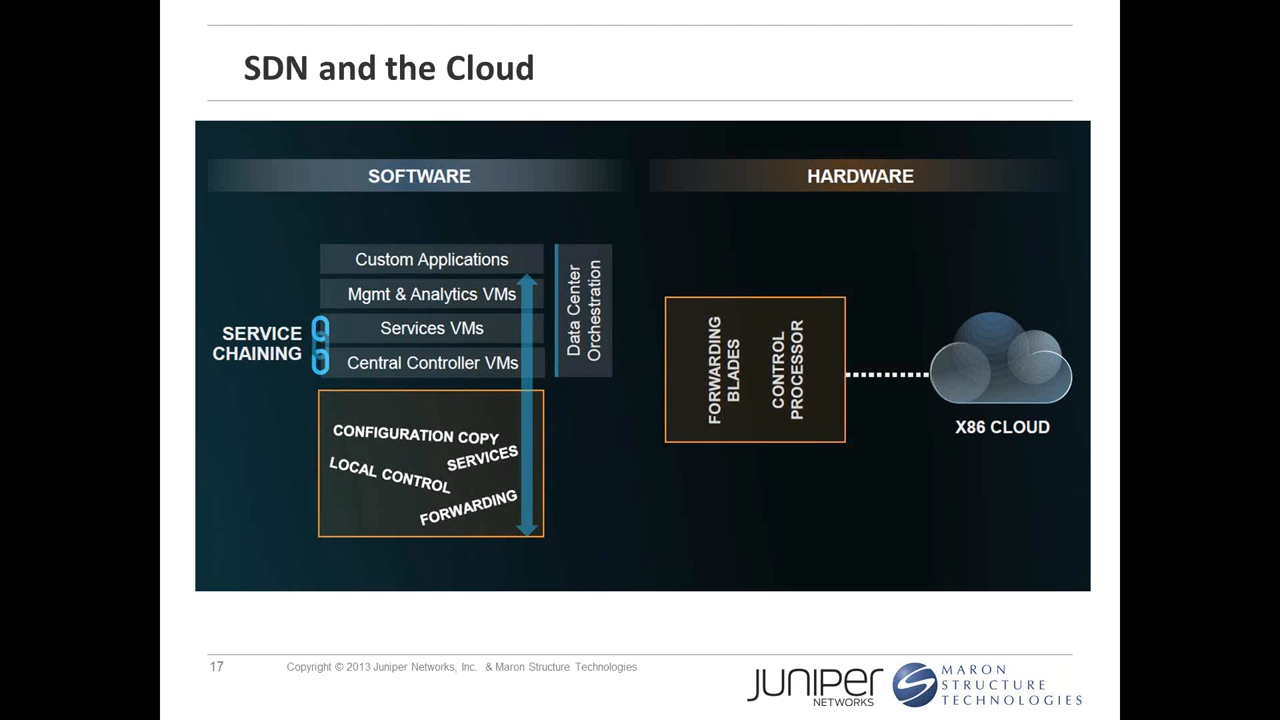 SDN and the Cloud
SOFTWARE
HARDWARE
Custom Applications
Mgmt & Analytics VMs
Services VMs
Central Controller VMs
Data Center
Orchestration
SERVICE
CHAINING
CONFIGURATION COPY
SERVICES
LOCAL CONTROL
FORWARDING
FORWARDING
BLADES
CONTROL
PROCESSOR
X86 CLOUD
17
Copyright © 2013 Juniper Networks, Inc. & Maron Structure Technologies
JUNIPER
NETWORKS
MARON
STRUCTURE
TECHNOLOGIES